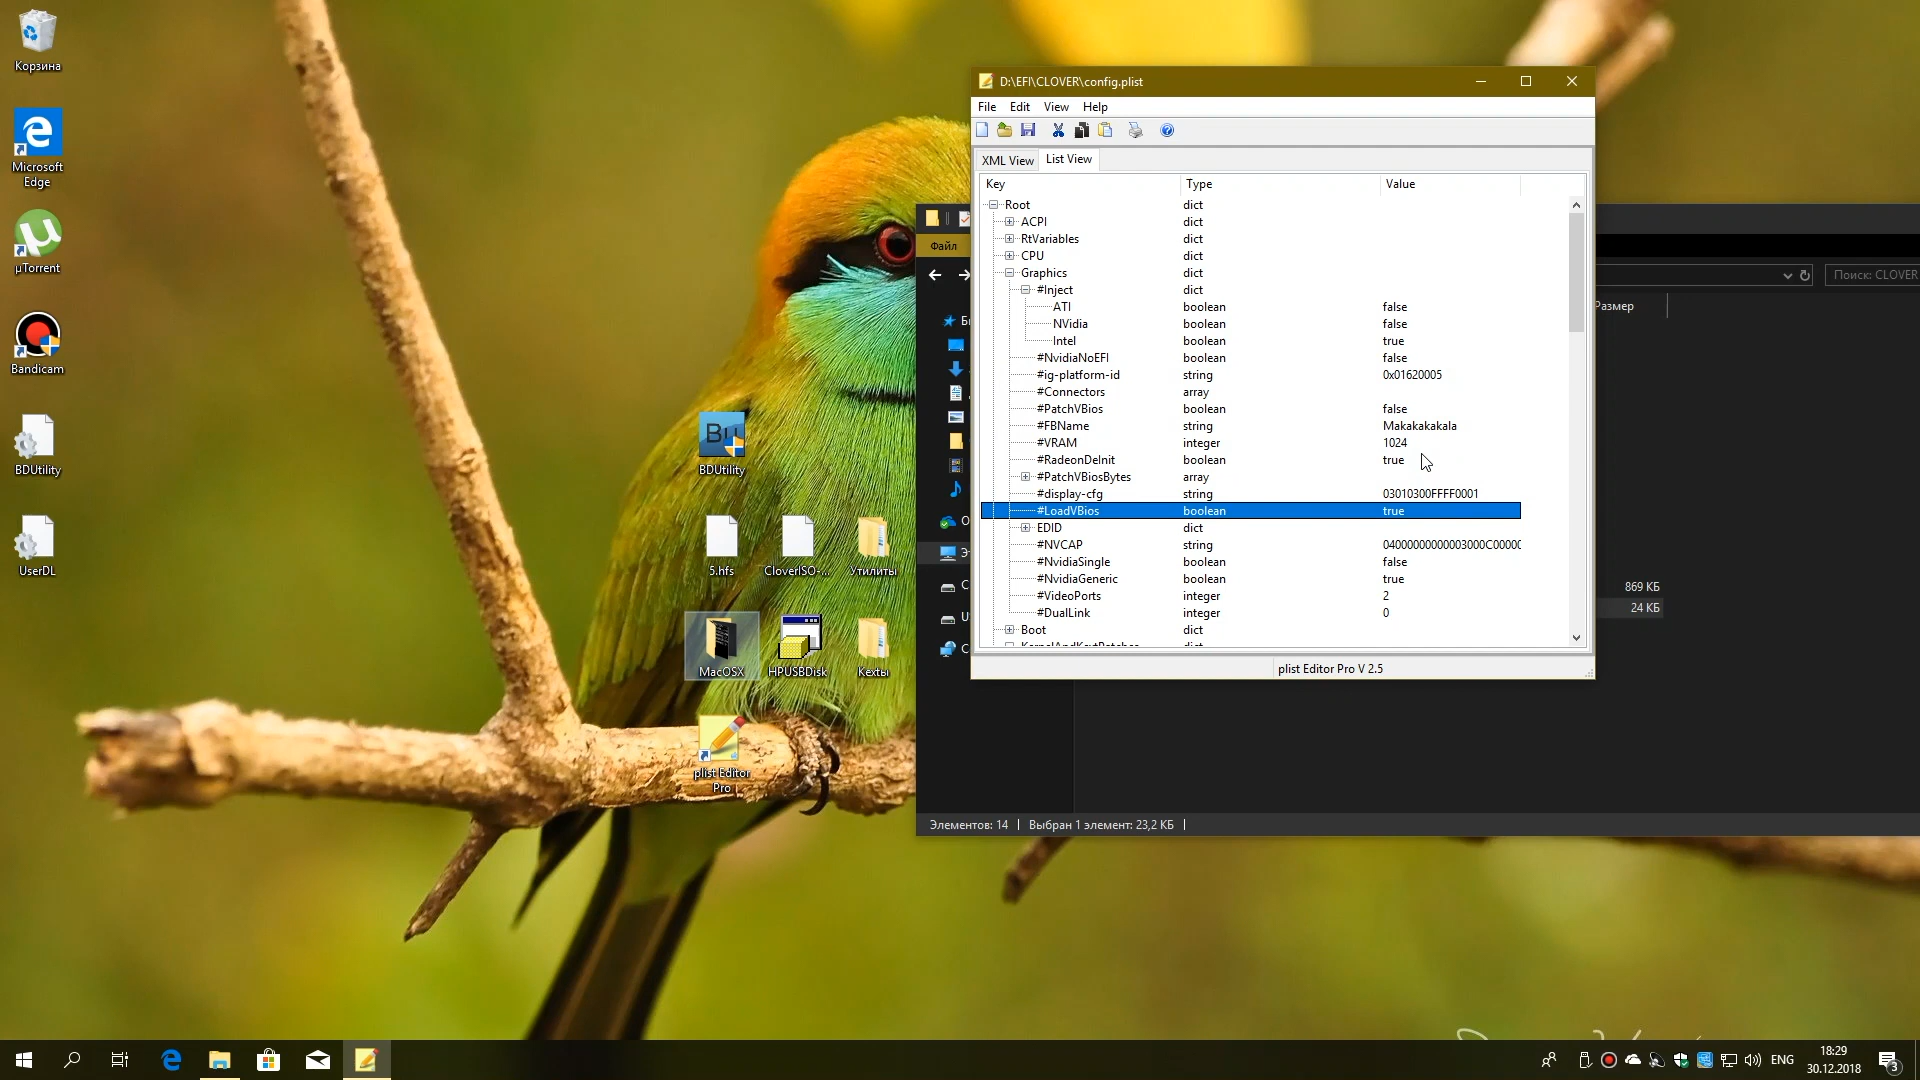 Корзина
Microsoft
Edge
µTorrent
Bandicam
BDUtility
UserDL
BDUtility
5.hfs
CloverISO-...
Утилиты
MacOSX
HPUSBDisk
Кехты
plist Editor
Pro
D:\EFI\CLOVER\config.plist
File Edit View Help
XML View List View
Key Type Value
Root dict
ACPI dict
RtVariables dict
CPU dict
Graphics dict
#Inject dict
ATI boolean false
NVidia boolean false
Intel boolean true
#NvidiaNoEFI boolean false
#ig-platform-id string 0x01620005
#Connectors array
#PatchVBios boolean false
#FBName string Makakakakala
#VRAM integer 1024
#RadeonDeInit boolean true
#PatchVBiosBytes array
#display-cfg string 03010300FFFF0001
#LoadVBios boolean true
EDID dict
#NVCAP string 04000000000003000C00000
#NvidiaSingle boolean false
#NvidiaGeneric boolean true
#VideoPorts integer 2
#DualLink integer 0
Boot dict
KernelAndKextPatches dict
plist Editor Pro V 2.5
Файл
Поиск: CLOVER
Размер
869 КБ
24 КБ
Элементов: 14
Выбран 1 элемент: 23,2 КБ
ENG
18:29
30.12.2018
3